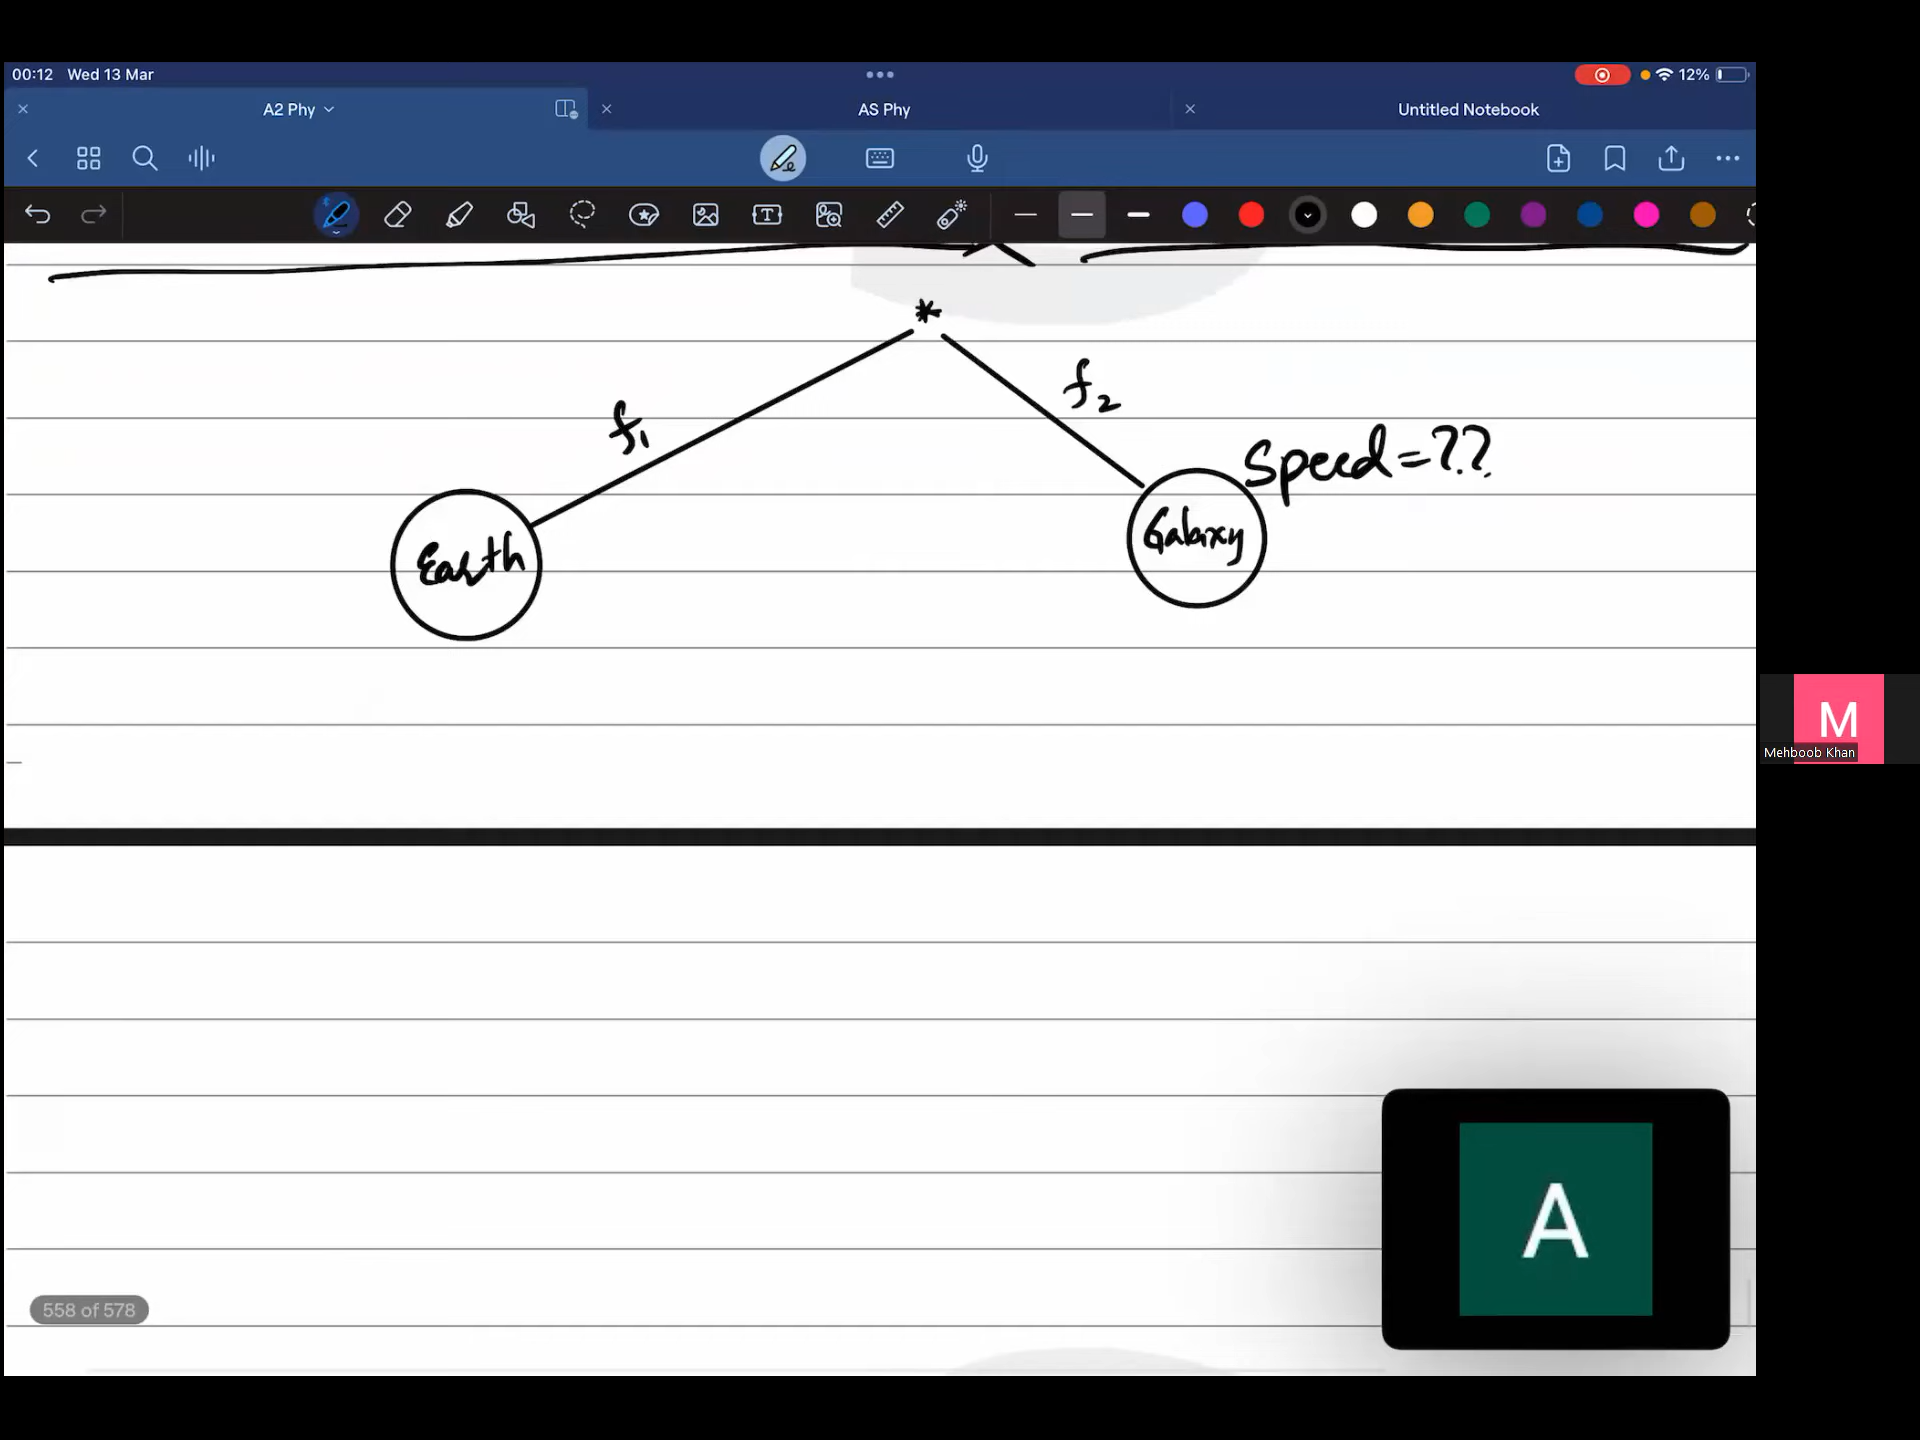 00:12 Wed 13 Mar
12%
A2 Phy
AS Phy
Untitled Notebook
*
f₁
f₂
Speed=??
Earth
Galaxy
M
Mehboob Khan
A
558 of 578